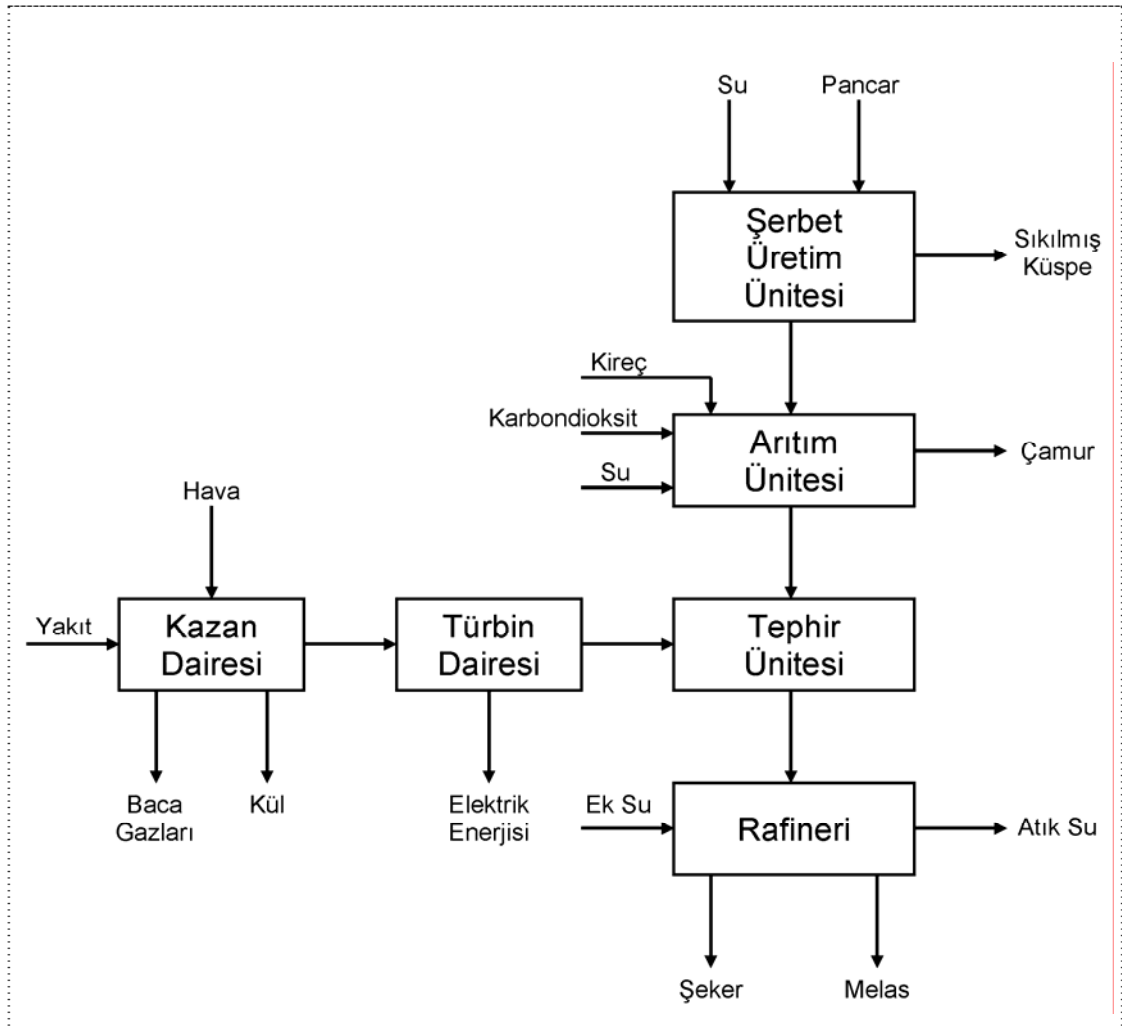 Su
Pancar
Şerbet
Üretim
Ünitesi
Sıkılmış
Küspe
Kireç
Karbondioksit
Su
Arıtım
Ünitesi
Çamur
Hava
Yakıt
Kazan
Dairesi
Türbin
Dairesi
Tephir
Ünitesi
Baca
Gazları
Kül
Elektrik
Enerjisi
Ek Su
Rafineri
Atık Su
Şeker
Melas